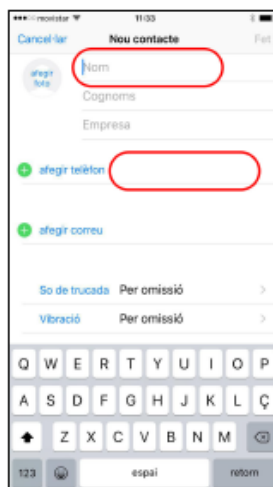 movistar 11:33
Cancel·lar Nou contacte Fet
afegir foto
Nom
Cognoms
Empresa
afegir telèfon
afegir correu
So de trucada Per omissió
Vibració Per omissió
Q W E R T Y U I O P
A S D F G H J K L Ç
Z X C V B N M
123 espai retorn